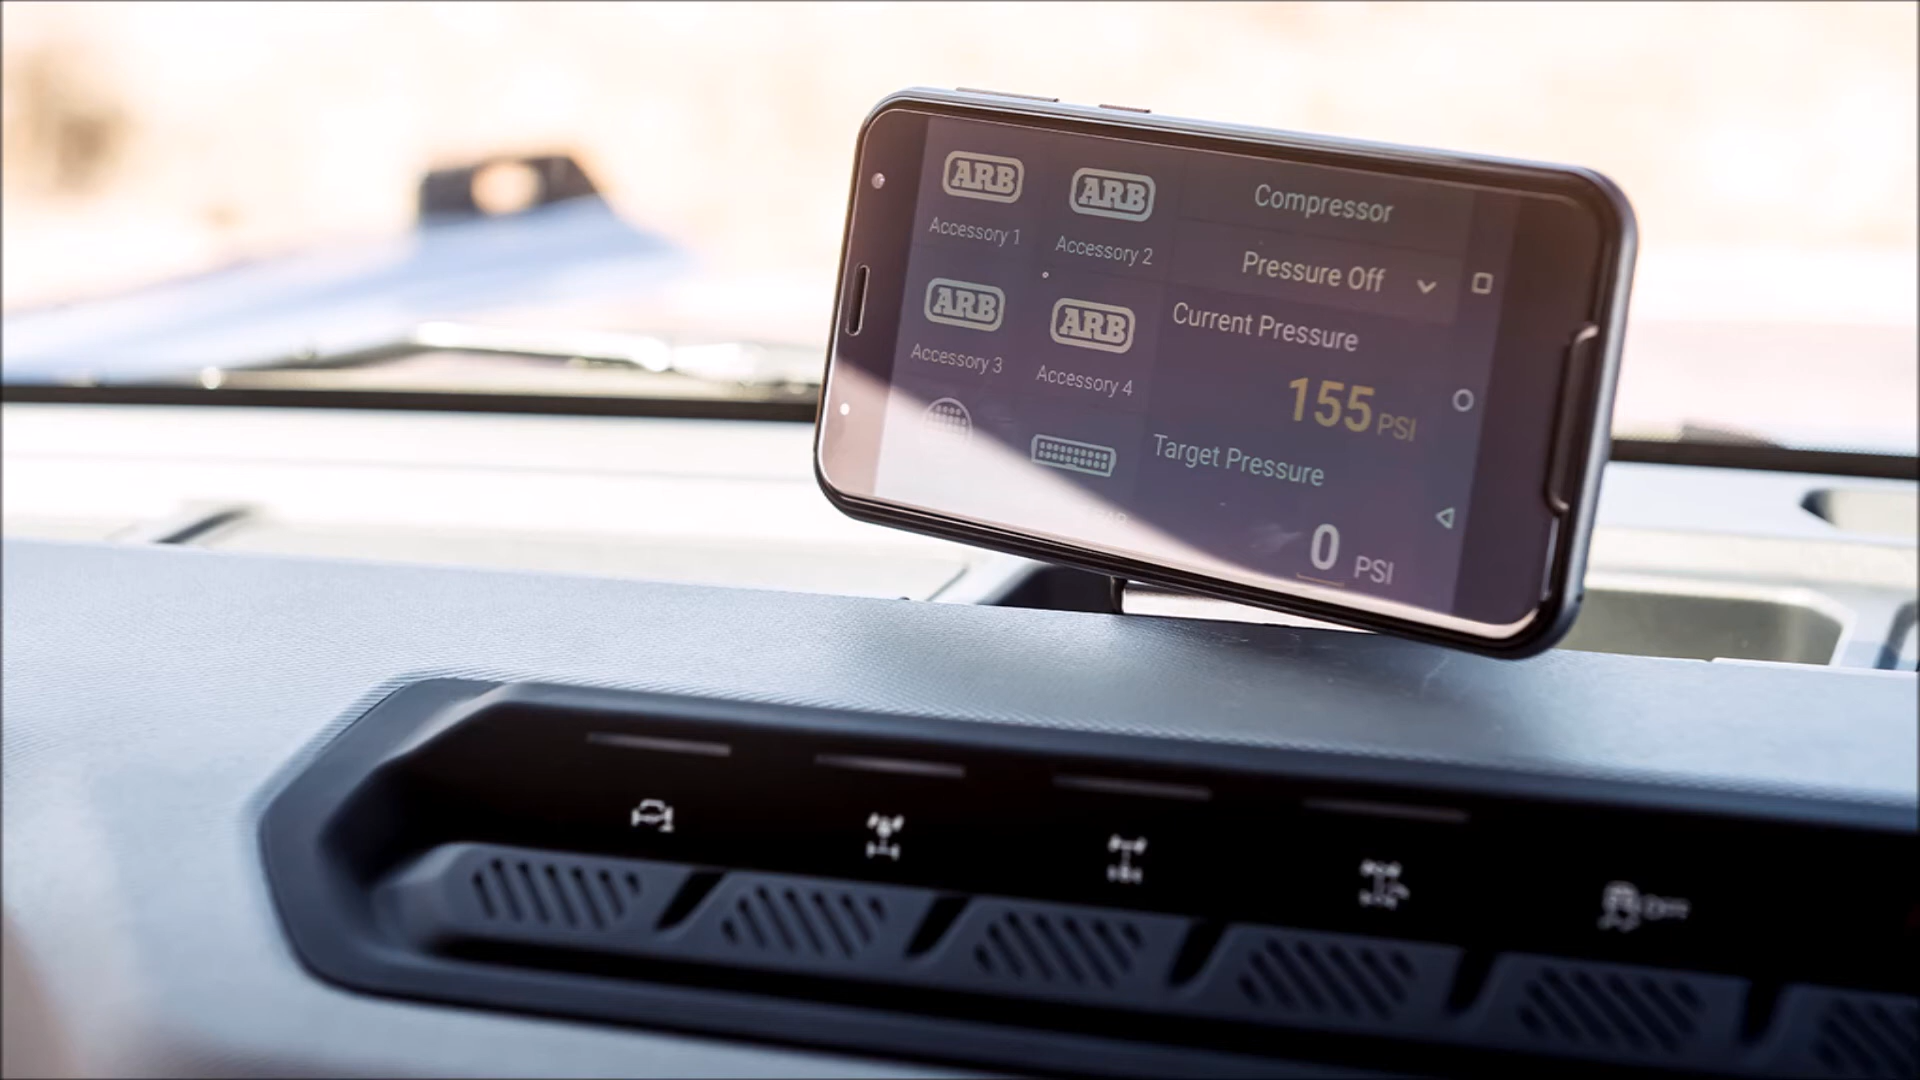 ARB
Accessory 1
ARB
Accessory 2
ARB
Accessory 3
ARB
Accessory 4
Compressor
Pressure Off
Current Pressure
155 PSI
Target Pressure
0 PSI